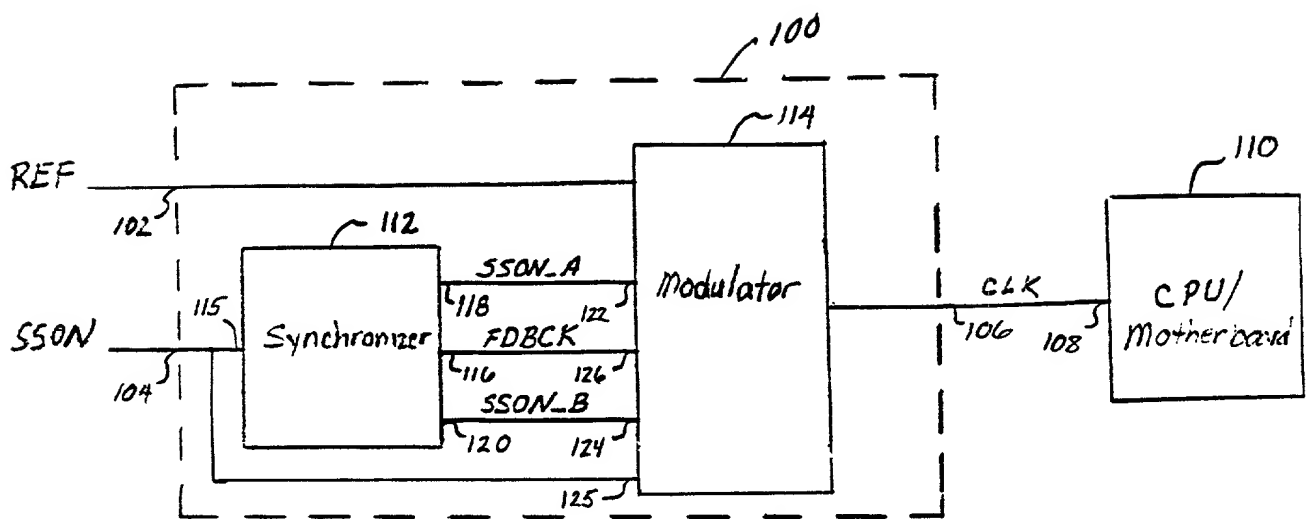 100
114
110
REF
102
112
SSON_A
118
122
Modulator
CLK
CPU/
Motherboard
115
Synchronizer
106
108
SSON
104
FDBCK
116
126
SSON_B
120
124
125